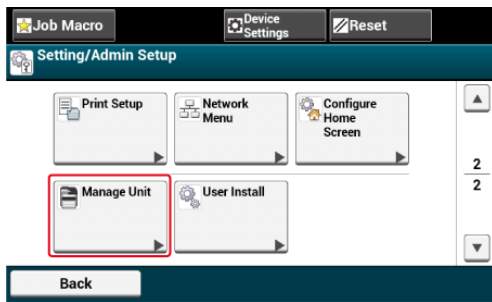 Job Macro
Device
Settings
Reset
Setting/Admin Setup
Print Setup
Network
Menu
Configure
Home
Screen
2
2
Manage Unit
User Install
Back